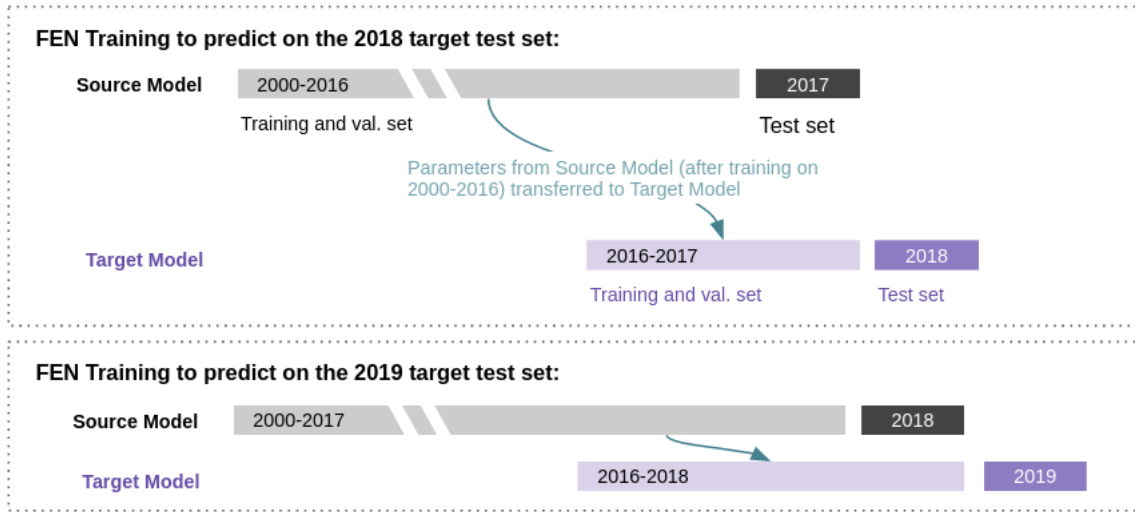 FEN Training to predict on the 2018 target test set:
Source Model
2000-2016
2017
Training and val. set
Test set
Parameters from Source Model (after training on
2000-2016) transferred to Target Model
Target Model
2016-2017
2018
Training and val. set
Test set
FEN Training to predict on the 2019 target test set:
Source Model
2000-2017
2018
Target Model
2016-2018
2019